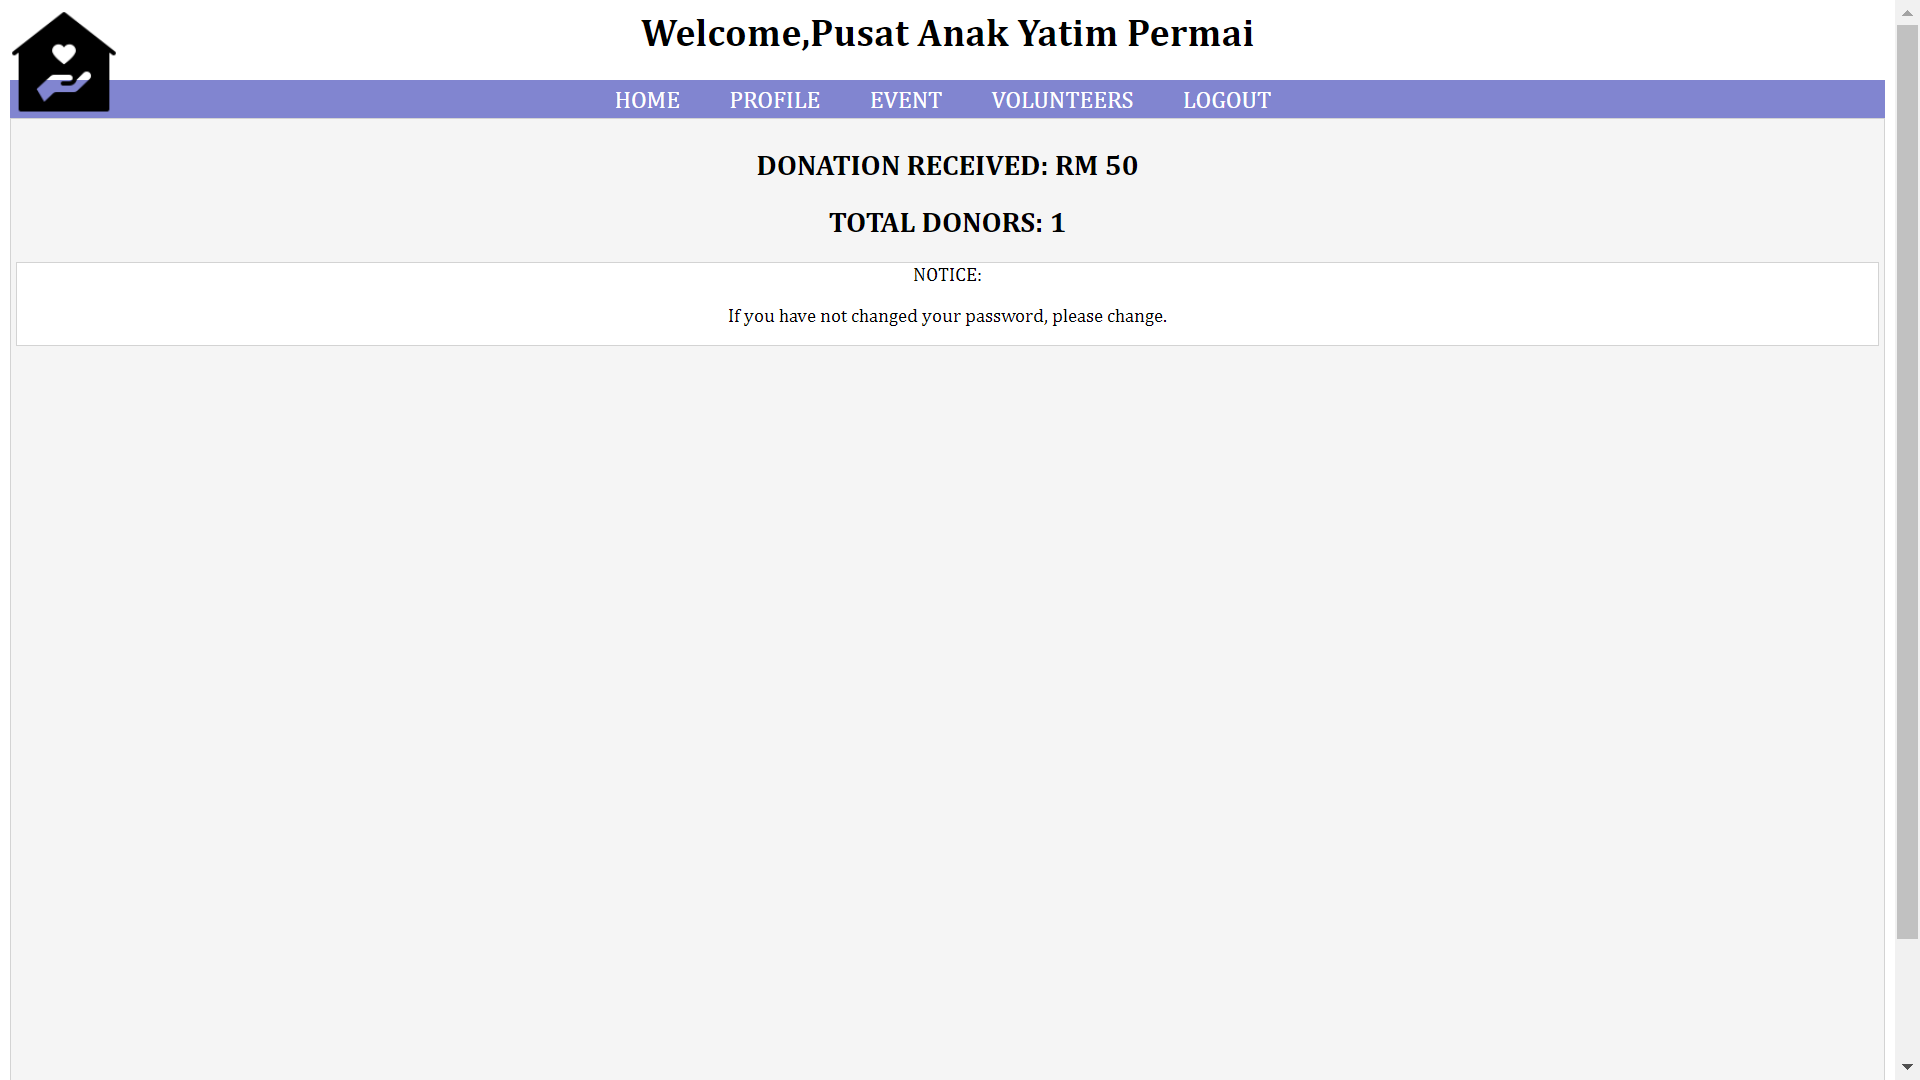 Welcome,Pusat Anak Yatim Permai
HOME PROFILE EVENT VOLUNTEERS LOGOUT
DONATION RECEIVED: RM 50
TOTAL DONORS: 1
NOTICE:
If you have not changed your password, please change.